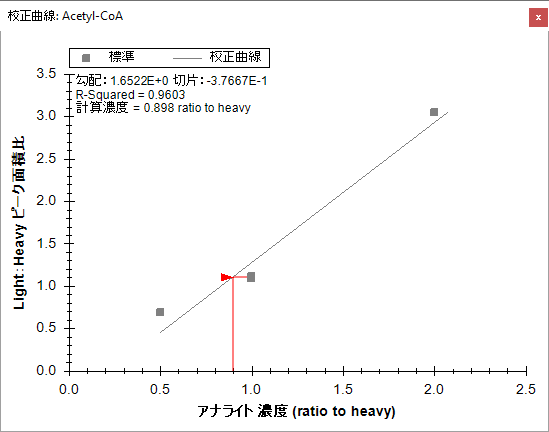 校正曲線: Acetyl-CoA
x
標準 校正曲線
勾配: 1.6522E+0 切片: -3.7667E-1
R-Squared = 0.9603
計算濃度 = 0.898 ratio to heavy
3.5
3.0
2.5
2.0
1.5
1.0
0.5
0.0
Light:Heavy ピーク面積比
0.0 0.5 1.0 1.5 2.0 2.5
アナライト 濃度 (ratio to heavy)